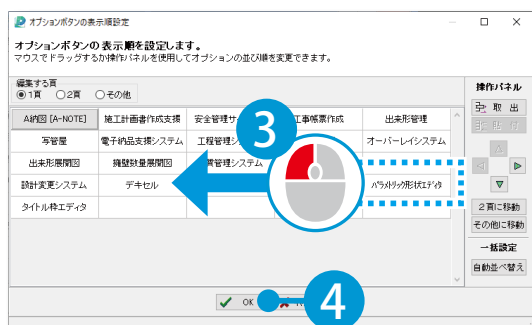 オプションボタンの表示順設定
オプションボタンの表示順を設定します。
マウスでドラッグするか操作パネルを使用してオプションの並び順を変更できます。
編集する頁
1頁 2頁 その他
A納図 [A-NOTE] 施工計画書作成支援 安全管理サ 工事帳票作成 出来形管理
写管屋 電子納品支援システム 工程管理シ オーバーレイシステム
出来形展開図 擁壁数量展開図 管理システム
設計変更システム デキセル パラメトリック形状エディタ
タイトル枠エディタ
3
操作パネル
取 出
貼 付
2頁に移動
その他に移動
一括設定
自動並べ替え
OK
4